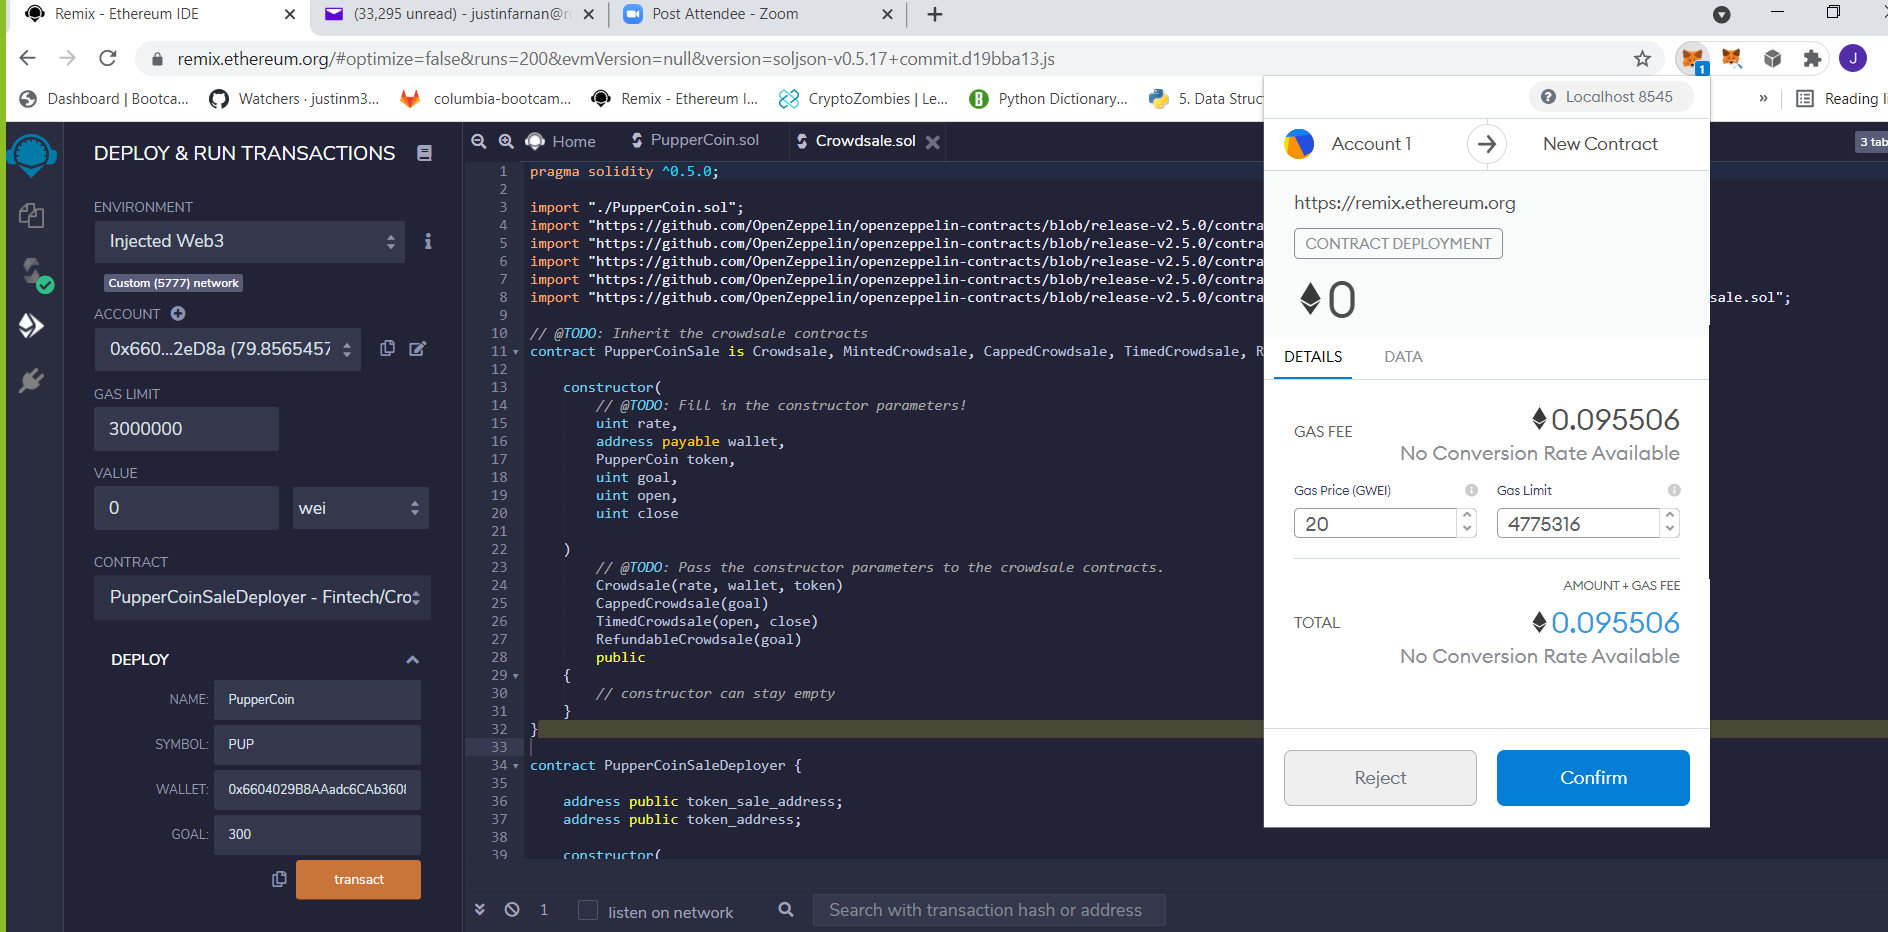 Remix - Ethereum IDE
(33,295 unread) - justinfarnan@r
Post Attendee - Zoom
remix.ethereum.org/#optimize=false&runs=200&evmVersion=null&version=soljson-v0.5.17+commit.d19bba13.js
1
J
Dashboard | Bootca...
Watchers · justinm3...
columbia-bootcam...
Remix - Ethereum I...
CryptoZombies | Le...
Python Dictionary...
5. Data Struc
»
Reading li
DEPLOY & RUN TRANSACTIONS
ENVIRONMENT
Injected Web3
i
Custom (5777) network
ACCOUNT
0x660...2eD8a (79.8565457
GAS LIMIT
3000000
VALUE
0
wei
CONTRACT
PupperCoinSaleDeployer - Fintech/Cro
DEPLOY
NAME: PupperCoin
SYMBOL: PUP
WALLET: 0x6604029B8AAadc6CAb3608
GOAL: 300
transact
Home
PupperCoin.sol
Crowdsale.sol
3 tab
1 pragma solidity ^0.5.0;
2
3 import "./PupperCoin.sol";
4 import "https://github.com/OpenZeppelin/openzeppelin-contracts/blob/release-v2.5.0/contra
5 import "https://github.com/OpenZeppelin/openzeppelin-contracts/blob/release-v2.5.0/contra
6 import "https://github.com/OpenZeppelin/openzeppelin-contracts/blob/release-v2.5.0/contra
7 import "https://github.com/OpenZeppelin/openzeppelin-contracts/blob/release-v2.5.0/contra
8 import "https://github.com/OpenZeppelin/openzeppelin-contracts/blob/release-v2.5.0/contra sale.sol";
9
10 // @TODO: Inherit the crowdsale contracts
11 contract PupperCoinSale is Crowdsale, MintedCrowdsale, CappedCrowdsale, TimedCrowdsale, R
12
13 constructor(
14 // @TODO: Fill in the constructor parameters!
15 uint rate,
16 address payable wallet,
17 PupperCoin token,
18 uint goal,
19 uint open,
20 uint close
21
22 )
23 // @TODO: Pass the constructor parameters to the crowdsale contracts.
24 Crowdsale(rate, wallet, token)
25 CappedCrowdsale(goal)
26 TimedCrowdsale(open, close)
27 RefundableCrowdsale(goal)
28 public
29 {
30 // constructor can stay empty
31 }
32 }
33
34 contract PupperCoinSaleDeployer {
35
36 address public token_sale_address;
37 address public token_address;
38
39 constructor(
1
listen on network
Search with transaction hash or address
Localhost 8545
Account 1
New Contract
https://remix.ethereum.org
CONTRACT DEPLOYMENT
0
DETAILS
DATA
GAS FEE
0.095506
No Conversion Rate Available
Gas Price (GWEI)
Gas Limit
20
4775316
AMOUNT + GAS FEE
TOTAL
0.095506
No Conversion Rate Available
Reject
Confirm